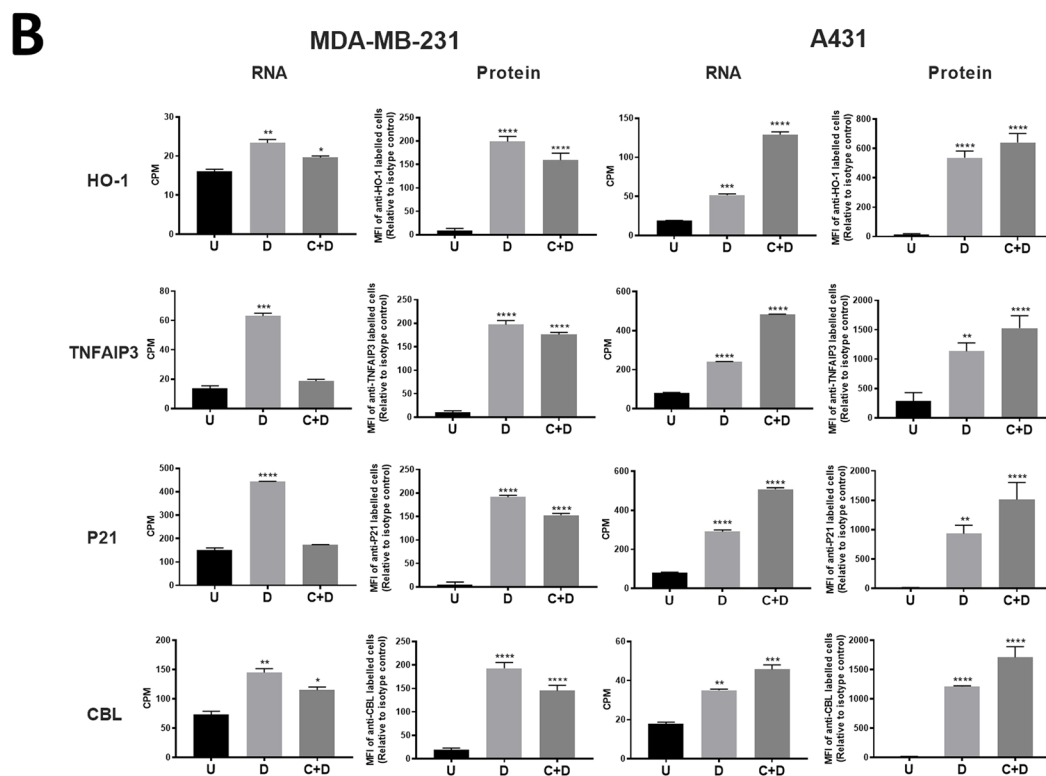 B
MDA-MB-231
A431
RNA
Protein
RNA
Protein
HO-1
CPM
30
20
10
0
**
*
U D C+D
MFI of anti-HO-1 labelled cells
(Relative to isotype control)
250
200
150
100
50
0
****
****
U D C+D
CPM
150
100
50
0
***
****
U D C+D
MFI of anti-HO-1 labelled cells
(Relative to isotype control)
800
600
400
200
0
****
****
U D C+D
TNFAIP3
CPM
80
60
40
20
0
***
U D C+D
MFI of anti-TNFAIP3 labelled cells
(Relative to isotype control)
250
200
150
100
50
0
****
****
U D C+D
CPM
600
400
200
0
****
****
U D C+D
MFI of anti-TNFAIP3 labelled cells
(Relative to isotype control)
2000
1500
1000
500
0
**
****
U D C+D
P21
CPM
500
400
300
200
100
0
****
U D C+D
MFI of anti-P21 labelled cells
(Relative to isotype control)
250
200
150
100
50
0
****
****
U D C+D
CPM
600
400
200
0
****
****
U D C+D
MFI of anti-P21 labelled cells
(Relative to isotype control)
2000
1500
1000
500
0
**
****
U D C+D
CBL
CPM
200
150
100
50
0
**
*
U D C+D
MFI of anti-CBL labelled cells
(Relative to isotype control)
250
200
150
100
50
0
****
****
U D C+D
CPM
60
40
20
0
**
***
U D C+D
MFI of anti-CBL labelled cells
(Relative to isotype control)
2000
1500
1000
500
0
****
****
U D C+D